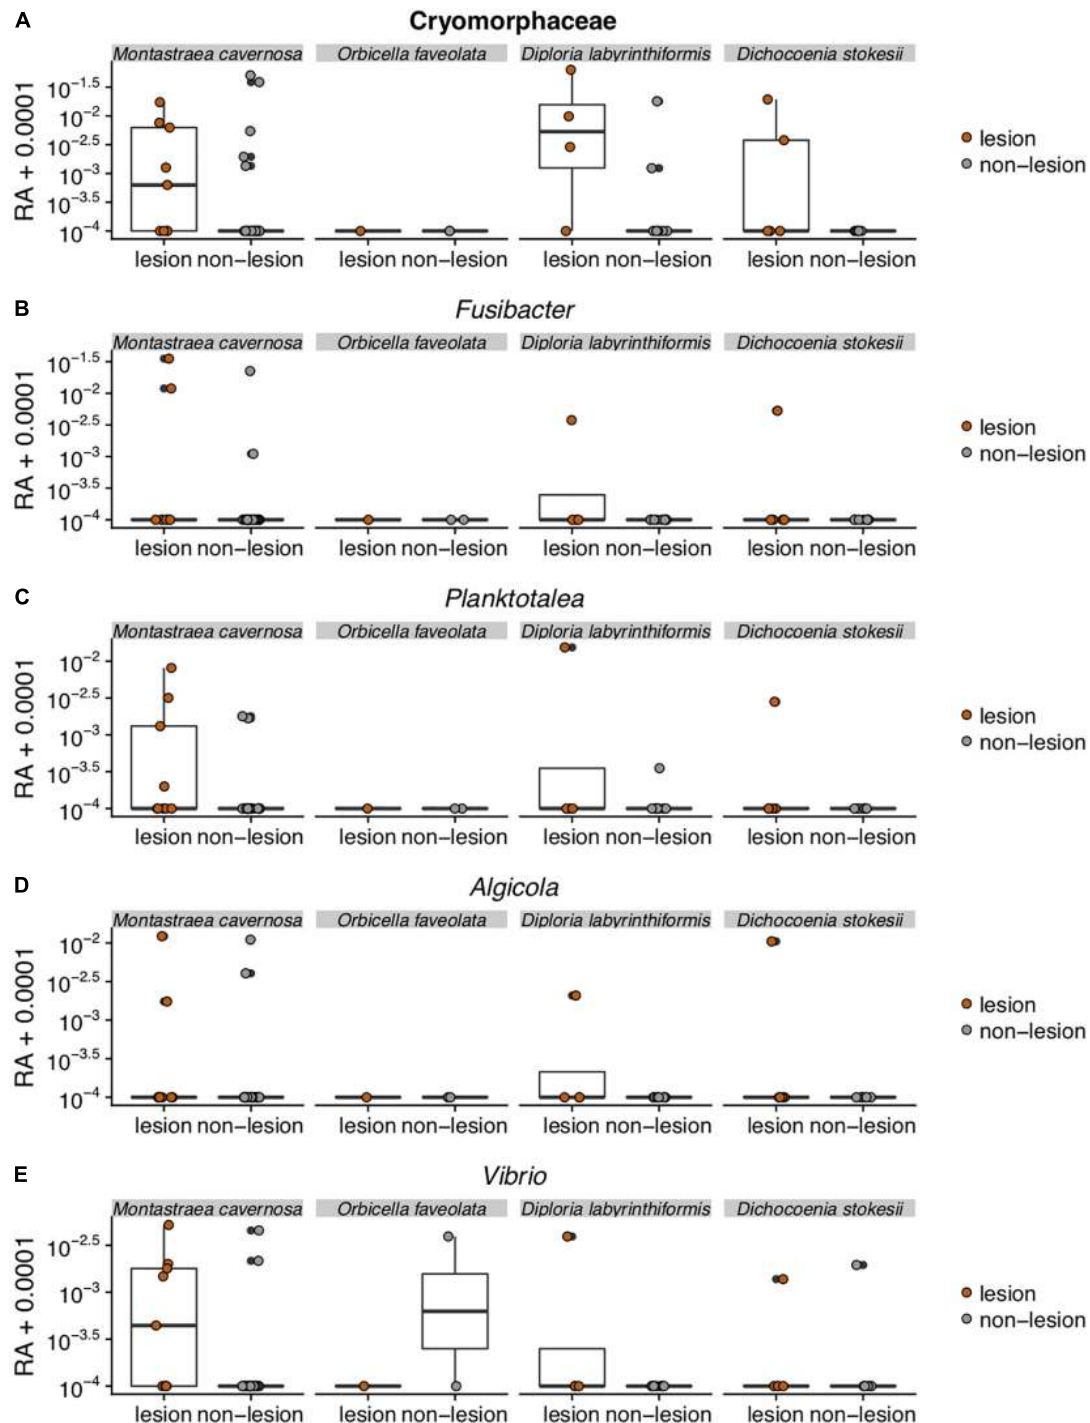 A
Cryomorphaceae
Montastraea cavernosa Orbicella faveolata Diploria labyrinthiformis Dichocoenia stokesii
RA + 0.0001
10−1.5
10−2
10−2.5
10−3
10−3.5
10−4
lesion non−lesion lesion non−lesion lesion non−lesion lesion non−lesion
lesion
non−lesion
B
Fusibacter
Montastraea cavernosa Orbicella faveolata Diploria labyrinthiformis Dichocoenia stokesii
RA + 0.0001
10−1.5
10−2
10−2.5
10−3
10−3.5
10−4
lesion non−lesion lesion non−lesion lesion non−lesion lesion non−lesion
lesion
non−lesion
C
Planktotalea
Montastraea cavernosa Orbicella faveolata Diploria labyrinthiformis Dichocoenia stokesii
RA + 0.0001
10−2
10−2.5
10−3
10−3.5
10−4
lesion non−lesion lesion non−lesion lesion non−lesion lesion non−lesion
lesion
non−lesion
D
Algicola
Montastraea cavernosa Orbicella faveolata Diploria labyrinthiformis Dichocoenia stokesii
RA + 0.0001
10−2
10−2.5
10−3
10−3.5
10−4
lesion non−lesion lesion non−lesion lesion non−lesion lesion non−lesion
lesion
non−lesion
E
Vibrio
Montastraea cavernosa Orbicella faveolata Diploria labyrinthiformis Dichocoenia stokesii
RA + 0.0001
10−2.5
10−3
10−3.5
10−4
lesion non−lesion lesion non−lesion lesion non−lesion lesion non−lesion
lesion
non−lesion